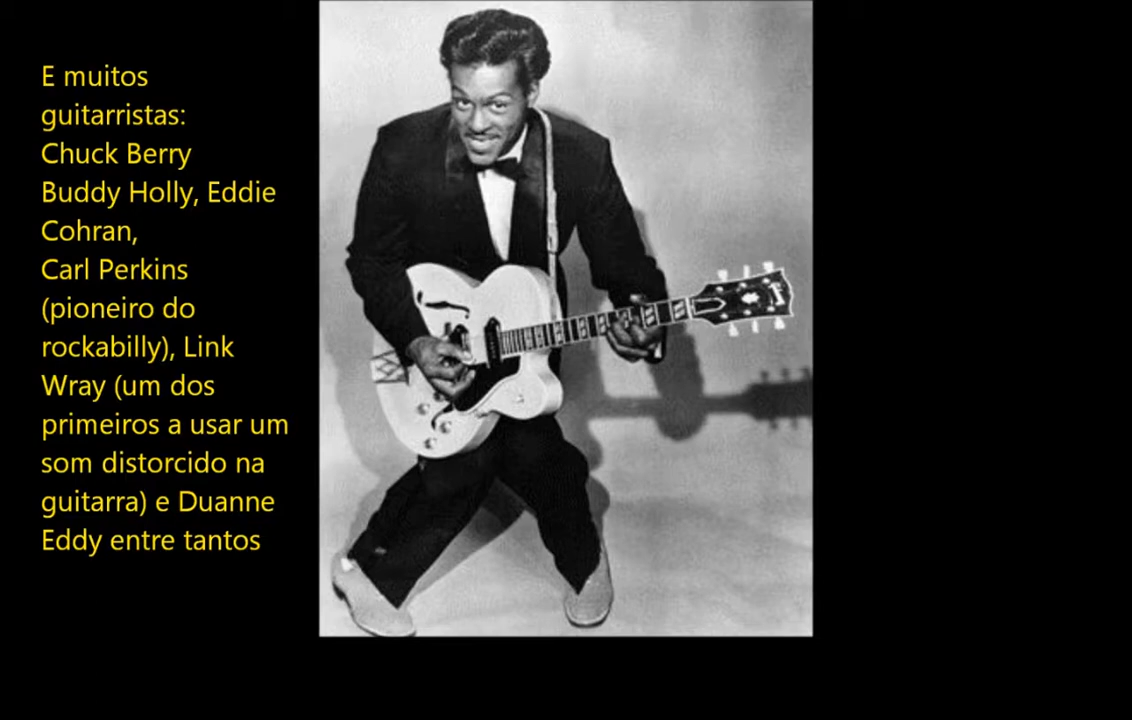 E muitos
guitarristas:
Chuck Berry
Buddy Holly, Eddie
Cohran,
Carl Perkins
(pioneiro do
rockabilly), Link
Wray (um dos
primeiros a usar um
som distorcido na
guitarra) e Duanne
Eddy entre tantos